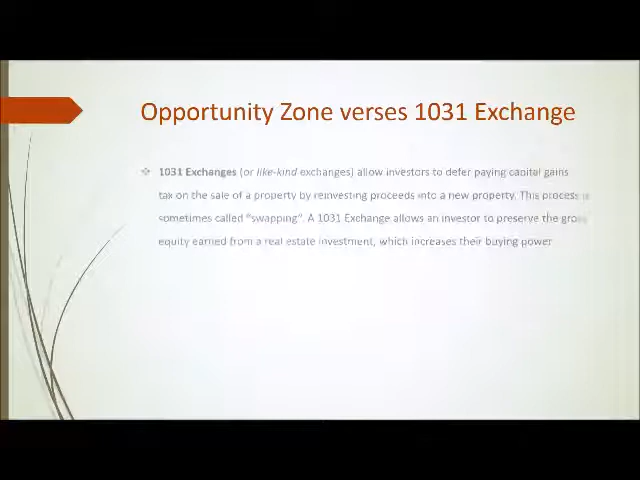 Opportunity Zone verses 1031 Exchange
1031 Exchanges (or like-kind exchanges) allow investors to defer paying capital gains
tax on the sale of a property by reinvesting proceeds into a new property. This process is
sometimes called "swapping". A 1031 Exchange allows an investor to preserve the gross
equity earned from a real estate investment, which increases their buying power